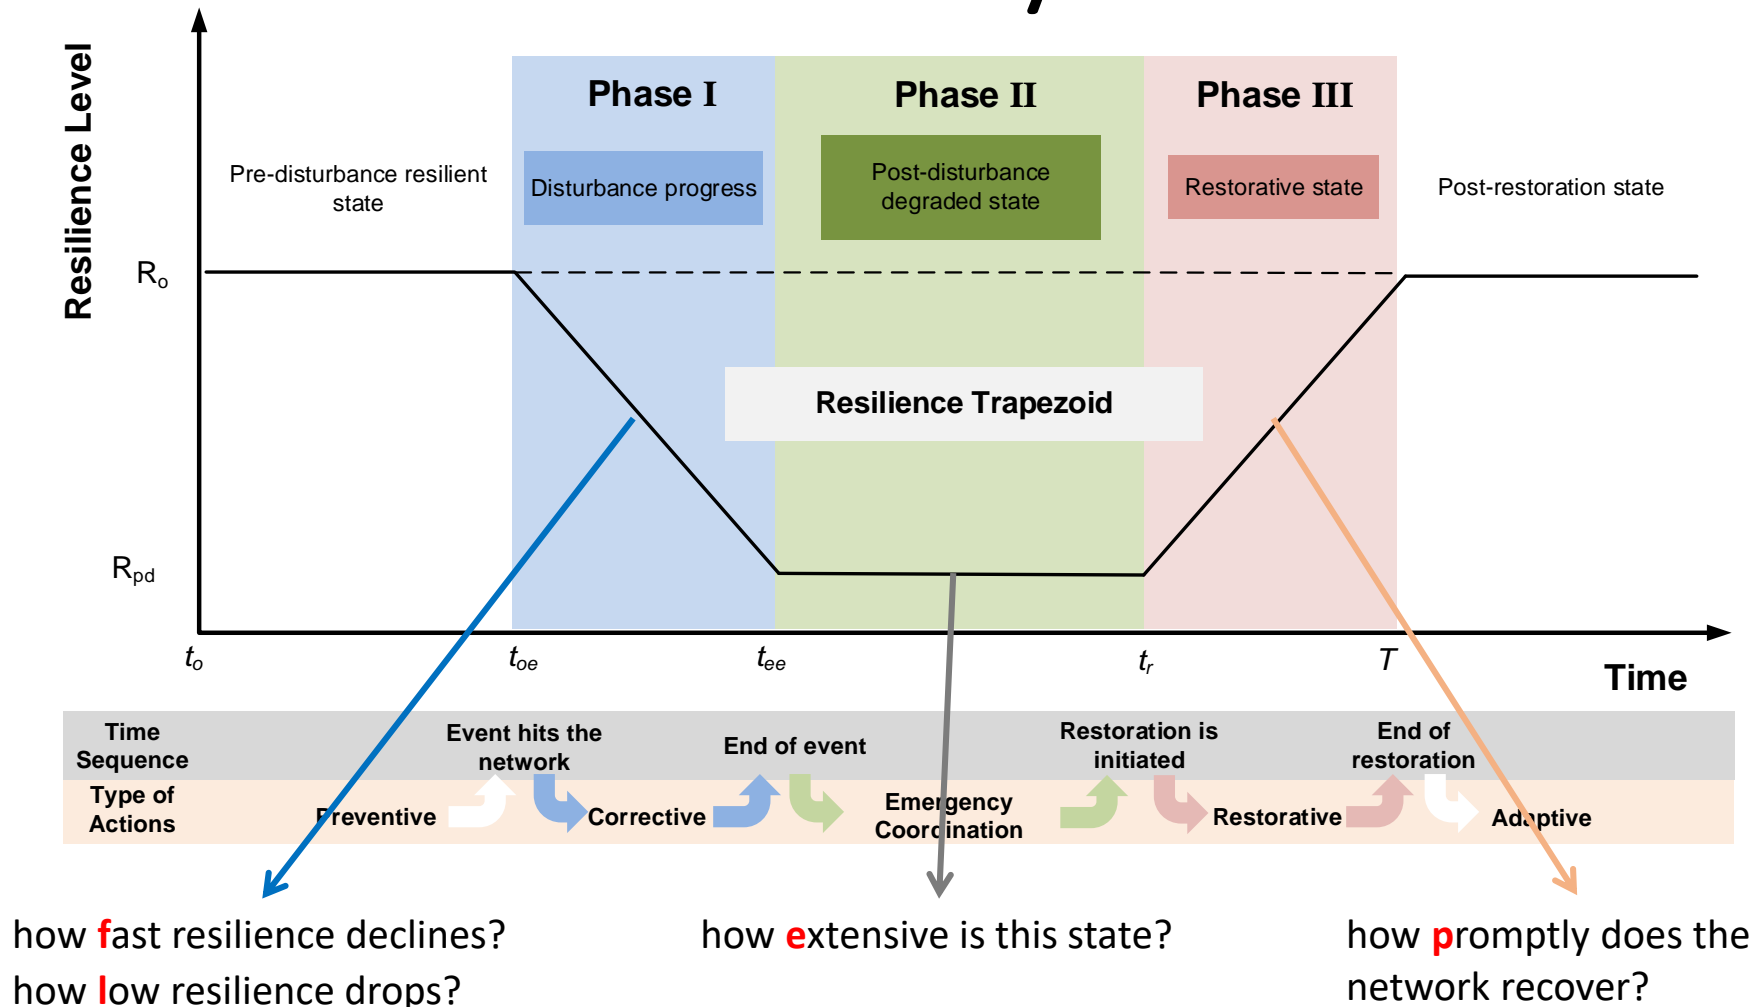 Resilience Level
Phase I
Phase II
Phase III
Pre-disturbance resilient
state
Disturbance progress
Post-disturbance
degraded state
Restorative state
Post-restoration state
Ro
Resilience Trapezoid
Rpd
to
toe
tee
tr
T
Time
Time
Sequence
Event hits the
network
End of event
Restoration is
initiated
End of
restoration
Type of
Actions
Preventive
Corrective
Emergency
Coordination
Restorative
Adaptive
how fast resilience declines?
how low resilience drops?
how extensive is this state?
how promptly does the
network recover?